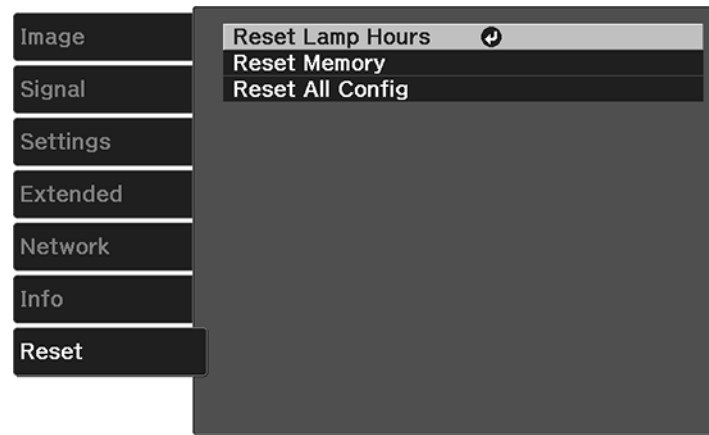 Image
Signal
Settings
Extended
Network
Info
Reset
Reset Lamp Hours
Reset Memory
Reset All Config